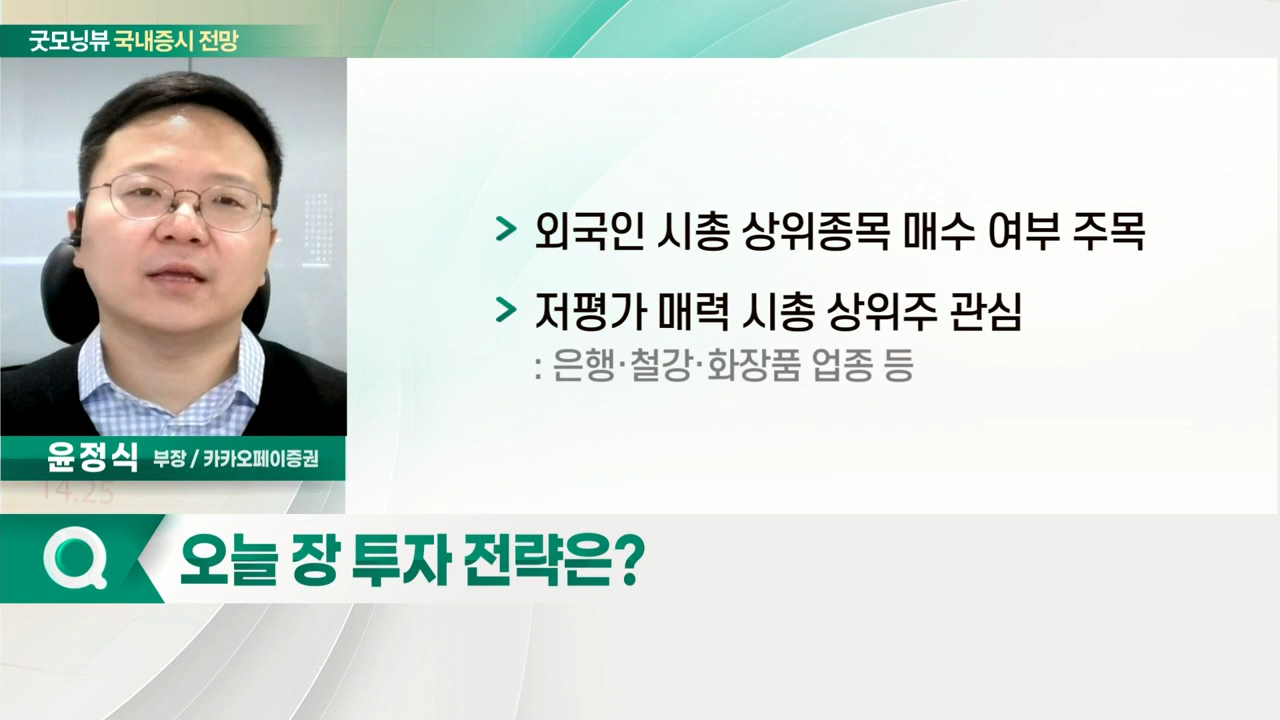 굿모닝뷰 국내증시 전망
> 외국인 시총 상위종목 매수 여부 주목
> 저평가 매력 시총 상위주 관심
: 은행·철강·화장품 업종 등
윤정식 부장 / 카카오페이증권
14.25
Q 오늘 장 투자 전략은?